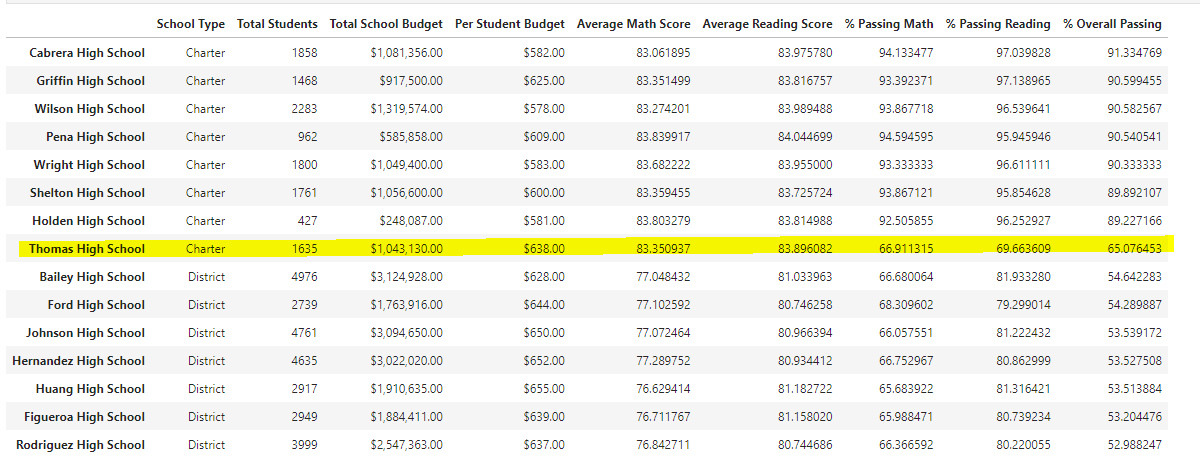 School Type Total Students Total School Budget Per Student Budget Average Math Score Average Reading Score % Passing Math % Passing Reading % Overall Passing
Cabrera High School Charter 1858 $1,081,356.00 $582.00 83.061895 83.975780 94.133477 97.039828 91.334769
Griffin High School Charter 1468 $917,500.00 $625.00 83.351499 83.816757 93.392371 97.138965 90.599455
Wilson High School Charter 2283 $1,319,574.00 $578.00 83.274201 83.989488 93.867718 96.539641 90.582567
Pena High School Charter 962 $585,858.00 $609.00 83.839917 84.044699 94.594595 95.945946 90.540541
Wright High School Charter 1800 $1,049,400.00 $583.00 83.682222 83.955000 93.333333 96.611111 90.333333
Shelton High School Charter 1761 $1,056,600.00 $600.00 83.359455 83.725724 93.867121 95.854628 89.892107
Holden High School Charter 427 $248,087.00 $581.00 83.803279 83.814988 92.505855 96.252927 89.227166
Thomas High School Charter 1635 $1,043,130.00 $638.00 83.350937 83.896082 66.911315 69.663609 65.076453
Bailey High School District 4976 $3,124,928.00 $628.00 77.048432 81.033963 66.680064 81.933280 54.642283
Ford High School District 2739 $1,763,916.00 $644.00 77.102592 80.746258 68.309602 79.299014 54.289887
Johnson High School District 4761 $3,094,650.00 $650.00 77.072464 80.966394 66.057551 81.222432 53.539172
Hernandez High School District 4635 $3,022,020.00 $652.00 77.289752 80.934412 66.752967 80.862999 53.527508
Huang High School District 2917 $1,910,635.00 $655.00 76.629414 81.182722 65.683922 81.316421 53.513884
Figueroa High School District 2949 $1,884,411.00 $639.00 76.711767 81.158020 65.988471 80.739234 53.204476
Rodriguez High School District 3999 $2,547,363.00 $637.00 76.842711 80.744686 66.366592 80.220055 52.988247